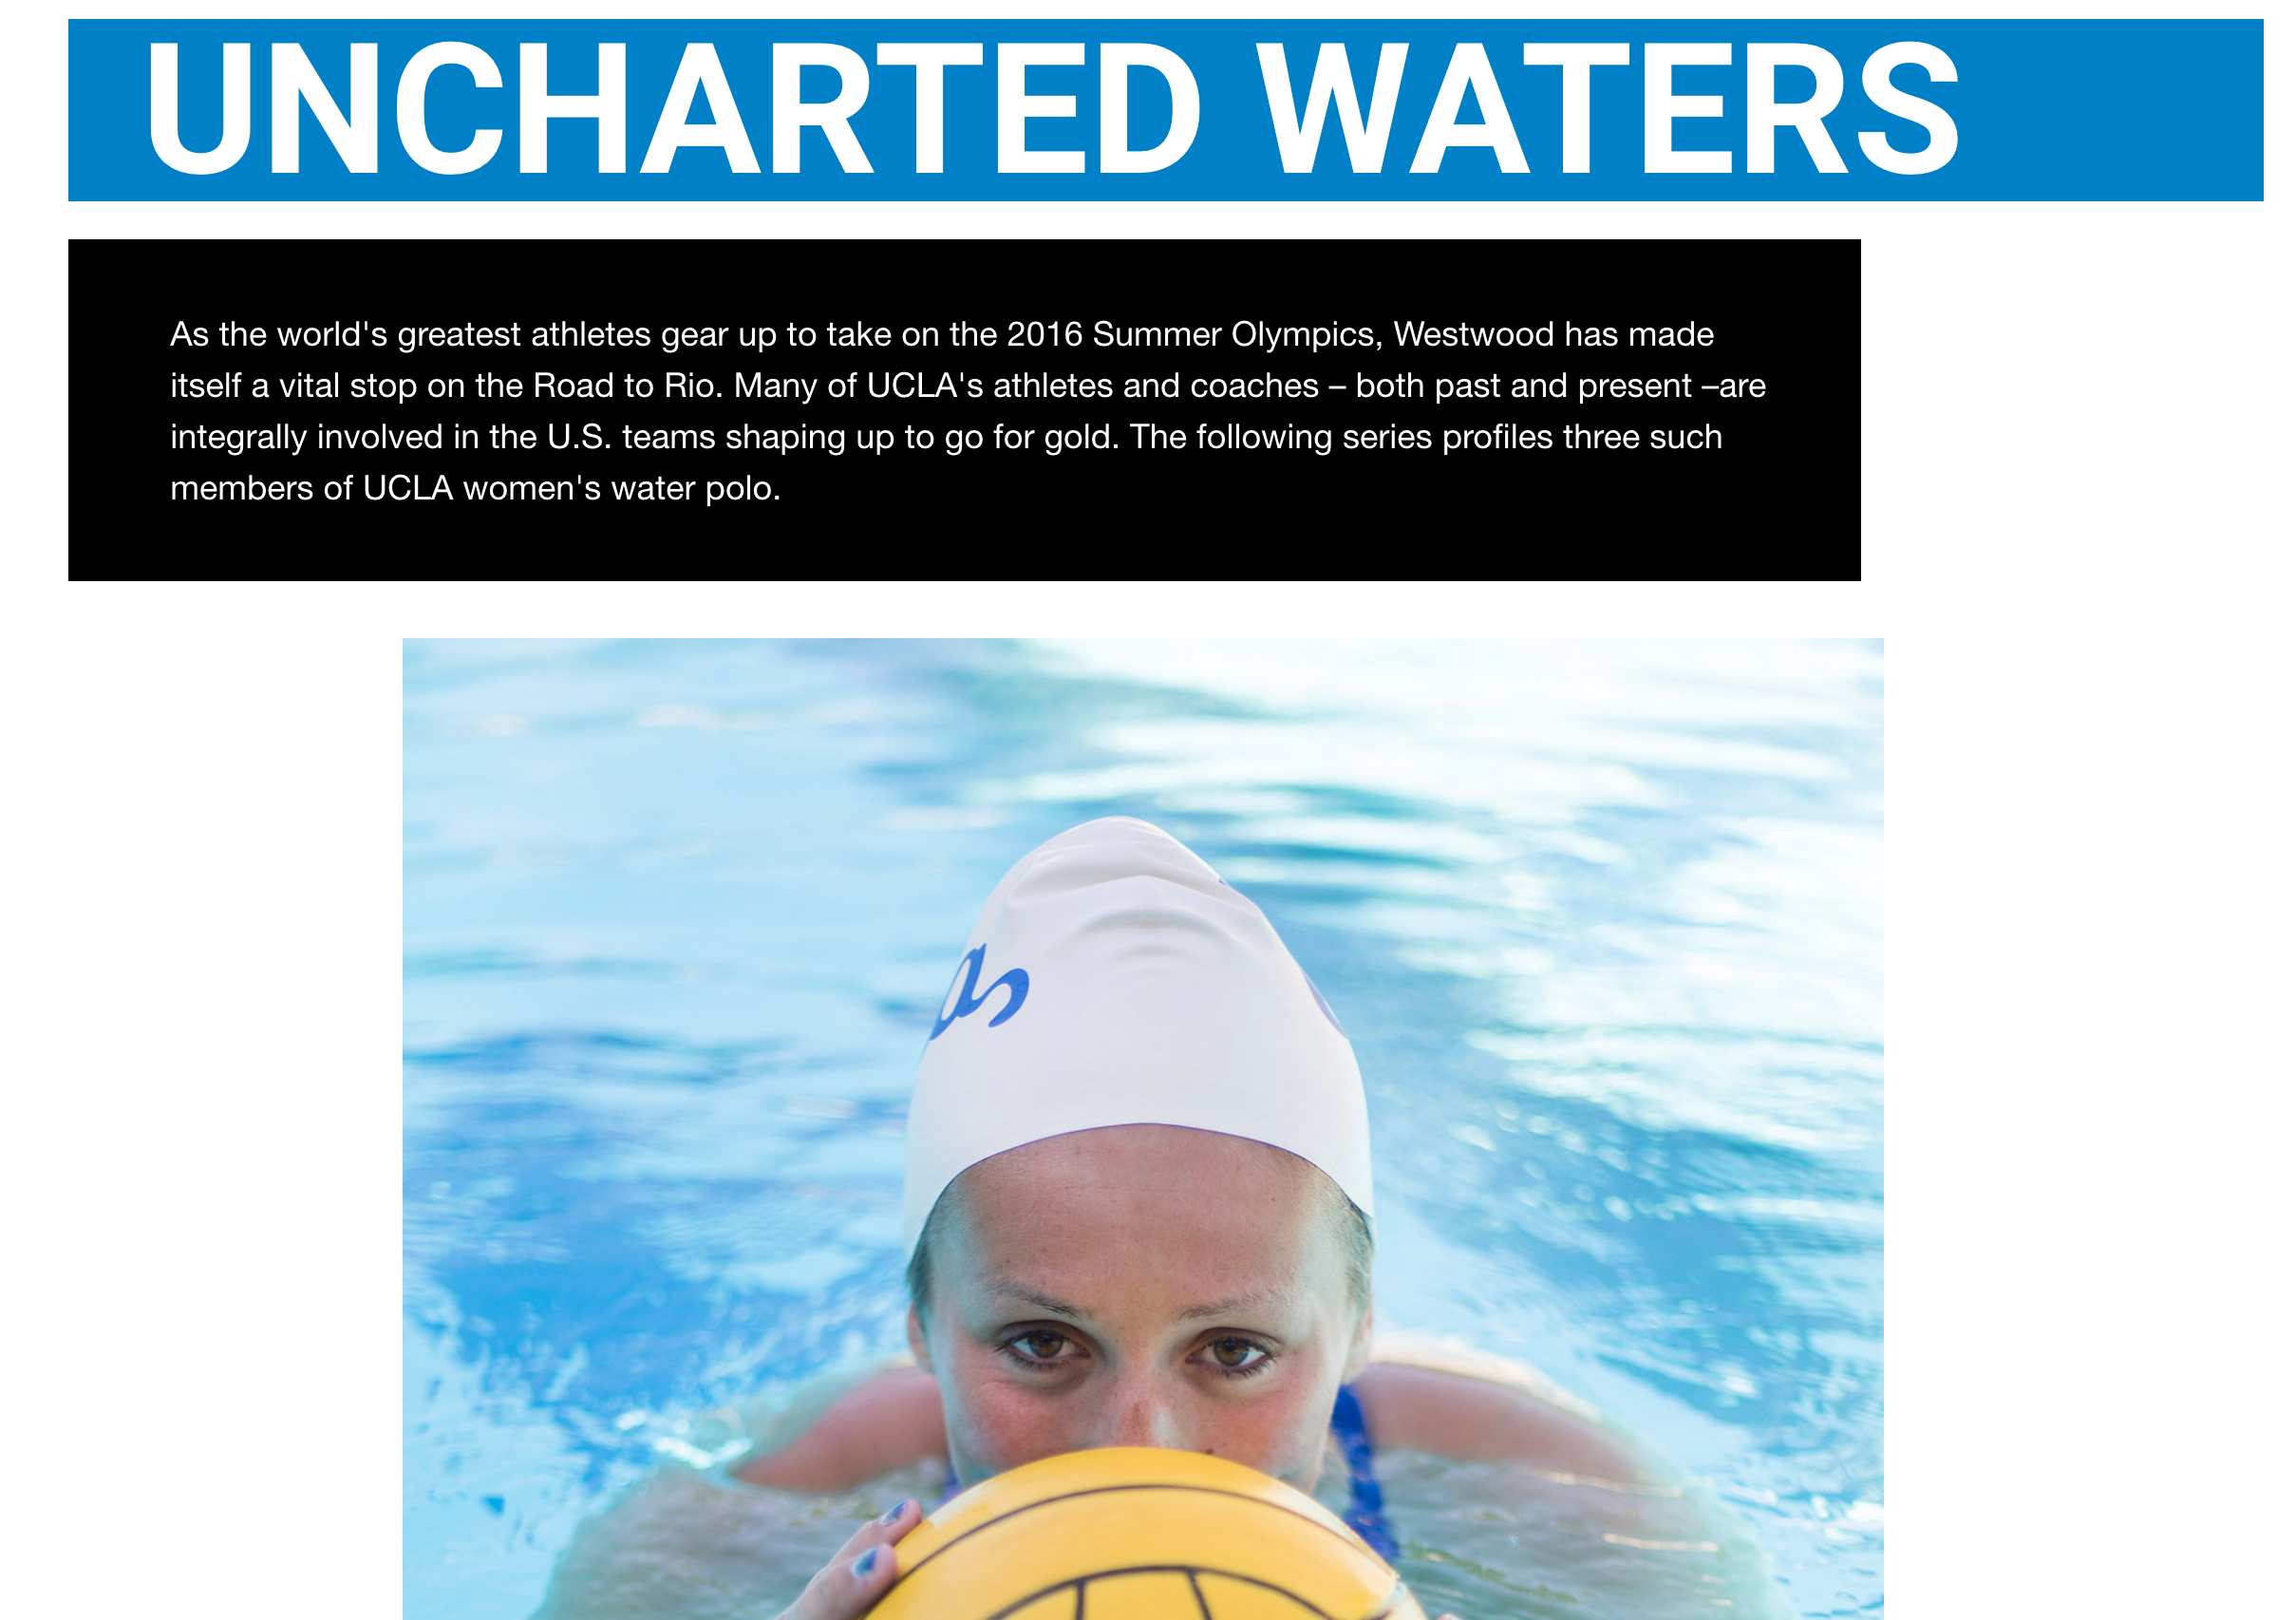 UNCHARTED WATERS
As the world's greatest athletes gear up to take on the 2016 Summer Olympics, Westwood has made
itself a vital stop on the Road to Rio. Many of UCLA's athletes and coaches – both past and present –are
integrally involved in the U.S. teams shaping up to go for gold. The following series profiles three such
members of UCLA women's water polo.